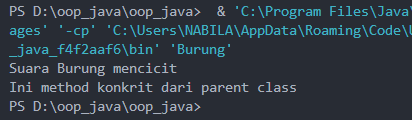 PS D:\oop_java\oop_java>  & 'C:\Program Files\Java\
ages' '-cp' 'C:\Users\NABILA\AppData\Roaming\Code\U
_java_f4f2aaf6\bin' 'Burung'
Suara Burung mencicit
Ini method konkrit dari parent class
PS D:\oop_java\oop_java>